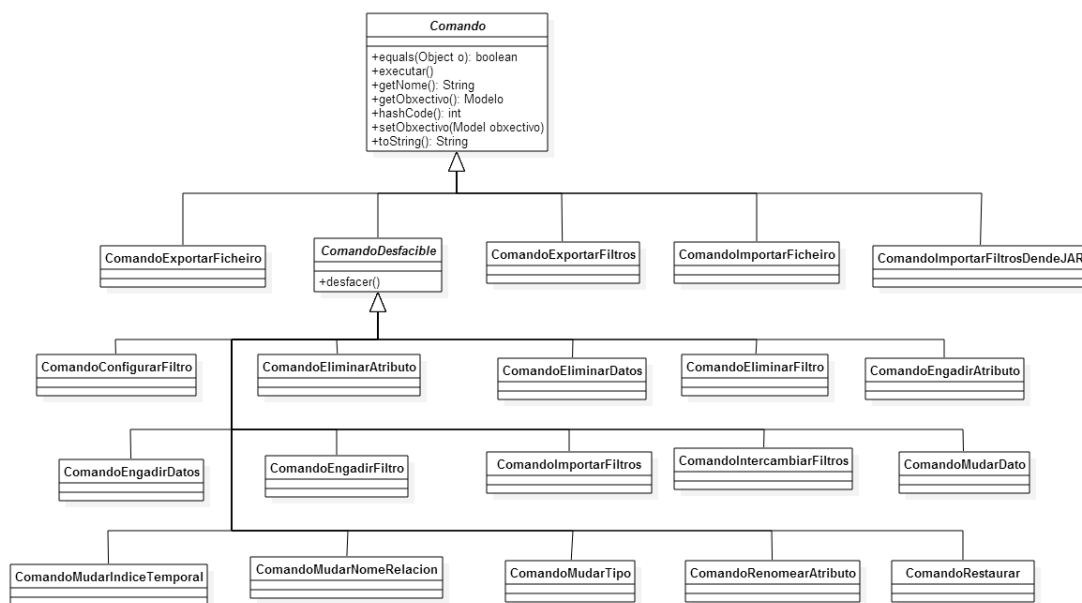 Comando
+equals(Object o): boolean
+executar()
+getNome(): String
+getObxectivo(): Modelo
+hashCode(): int
+setObxectivo(Model obxectivo)
+toString(): String
ComandoExportarFicheiro
ComandoDesfacible
+desfacer()
ComandoExportarFiltros
ComandoImportarFicheiro
ComandoImportarFiltrosDendeJAR
ComandoConfigurarFiltro
ComandoEliminarAtributo
ComandoEliminarDatos
ComandoEliminarFiltro
ComandoEngadirAtributo
ComandoEngadirDatos
ComandoEngadirFiltro
ComandoImportarFiltros
ComandoIntercambiarFiltros
ComandoMudarDato
ComandoMudarIndiceTemporal
ComandoMudarNomeRelacion
ComandoMudarTipo
ComandoRenomearAtributo
ComandoRestaurar